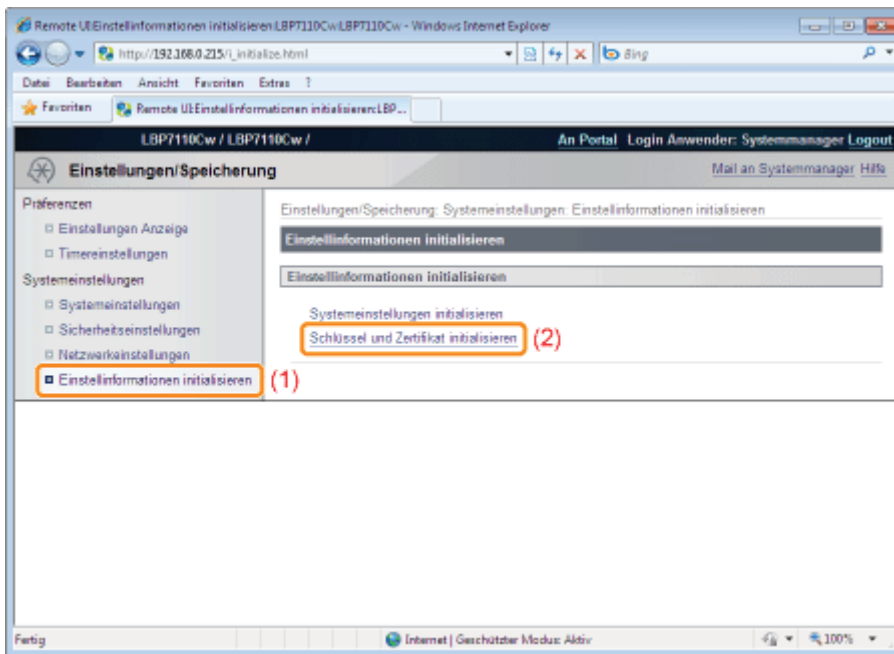 Remote UI:Einstellinformationen initialisieren:LBP7110Cw:LBP7110Cw - Windows Internet Explorer
http://192.168.0.215/i_initialize.html
Bing
Datei Bearbeiten Ansicht Favoriten Extras ?
Favoriten
Remote UI:Einstellinformationen initialisieren:LBP...
LBP7110Cw / LBP7110Cw /
An Portal Login Anwender: Systemmanager Logout
Einstellungen/Speicherung
Mail an Systemmanager Hilfe
Präferenzen
Einstellungen Anzeige
Timereinstellungen
Systemeinstellungen
Systemeinstellungen
Sicherheitseinstellungen
Netzwerkeinstellungen
Einstellinformationen initialisieren
(1)
Einstellungen/Speicherung: Systemeinstellungen: Einstellinformationen initialisieren
Einstellinformationen initialisieren
Einstellinformationen initialisieren
Systemeinstellungen initialisieren
Schlüssel und Zertifikat initialisieren
(2)
Fertig
Internet | Geschützter Modus: Aktiv
100%